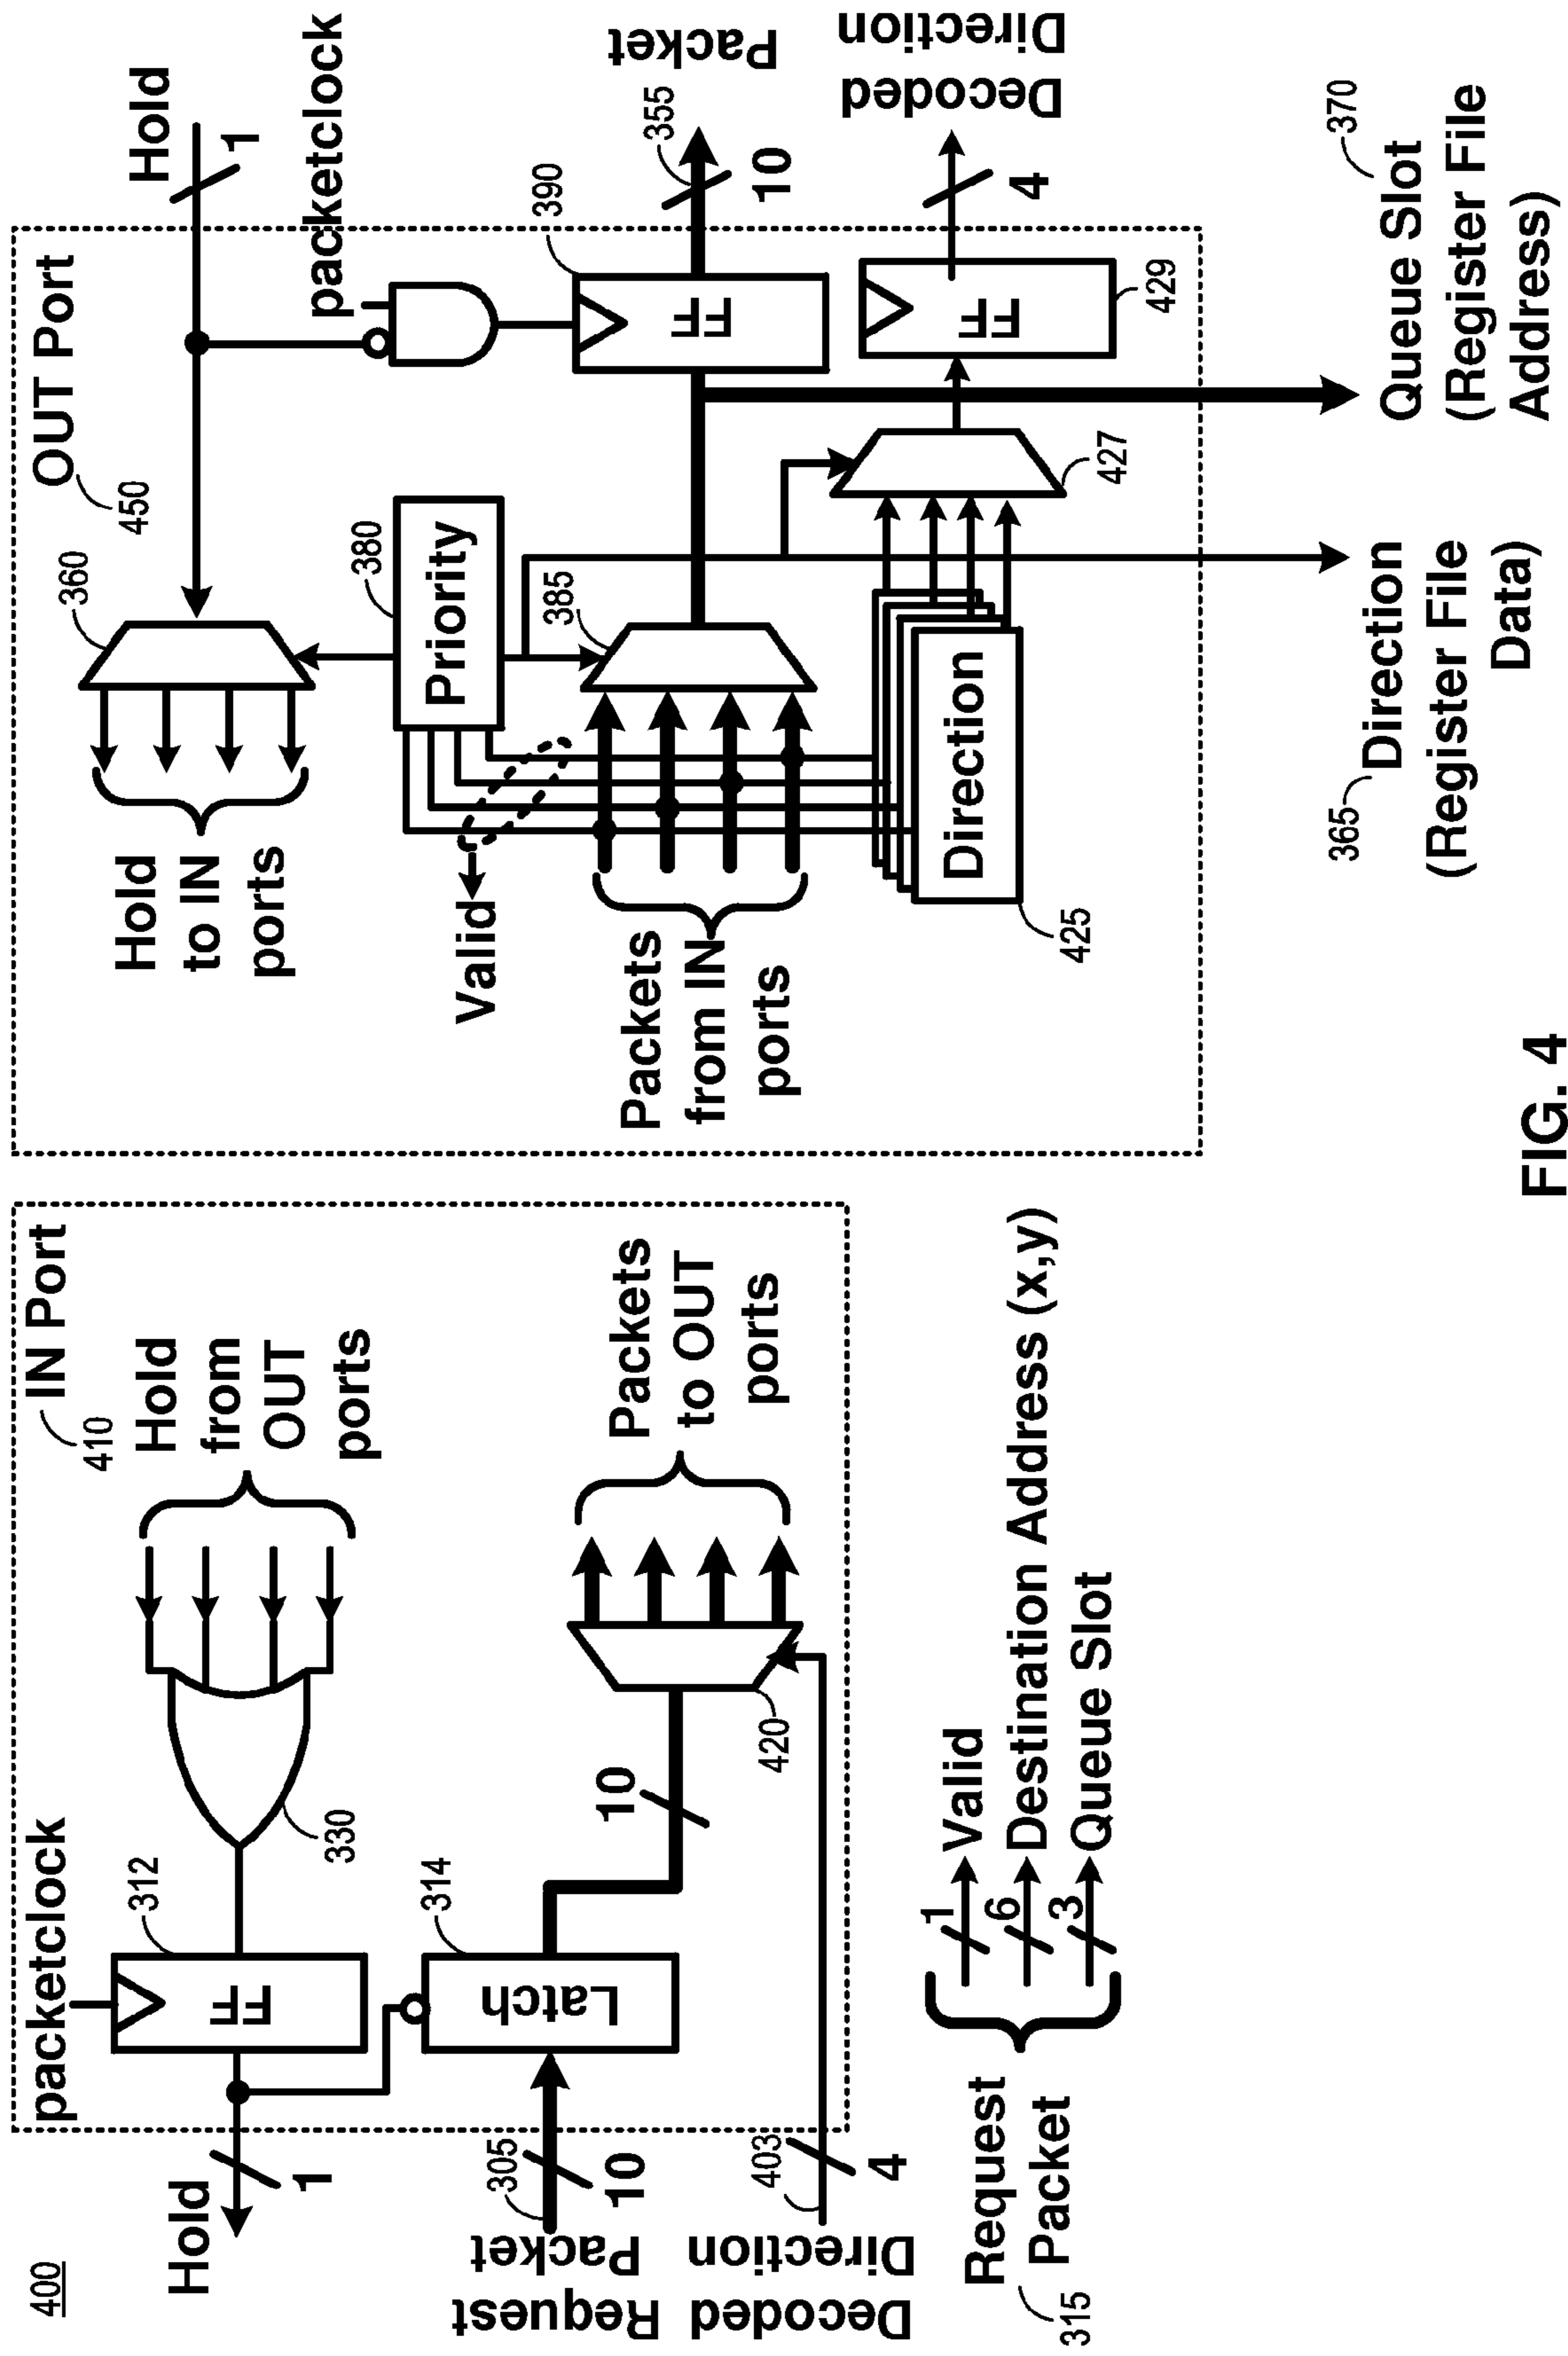 400
IN Port
410
packetclock
312
FF
Hold
1
Hold
from
OUT
ports
330
314
Latch
Request
Packet
305
10
10
420
Packets
to OUT
ports
Decoded
Direction
403
4
Request
Packet
315
1
Valid
6
Destination Address (x,y)
3
Queue Slot
OUT Port
450
Hold
1
packetclock
360
Hold
to IN
ports
Priority
380
Valid
385
Packets
from IN
ports
390
FF
355
10
Packet
Direction
425
427
FF
429
4
Decoded
Direction
365
Direction
(Register File
Data)
370
Queue Slot
(Register File
Address)
FIG. 4